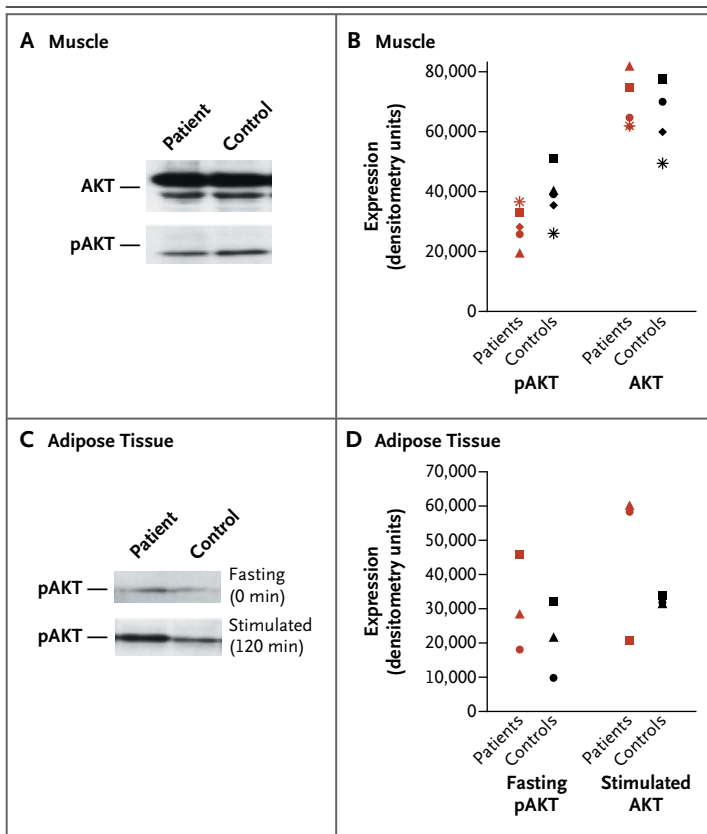 A Muscle
Patient
Control
AKT
pAKT
B Muscle
Expression
(densitometry units)
80,000
60,000
40,000
20,000
0
Patients
Controls
Patients
Controls
pAKT
AKT
C Adipose Tissue
Patient
Control
pAKT
Fasting
(0 min)
pAKT
Stimulated
(120 min)
D Adipose Tissue
Expression
(densitometry units)
70,000
60,000
50,000
40,000
30,000
20,000
10,000
0
Patients
Controls
Patients
Controls
Fasting
pAKT
Stimulated
AKT